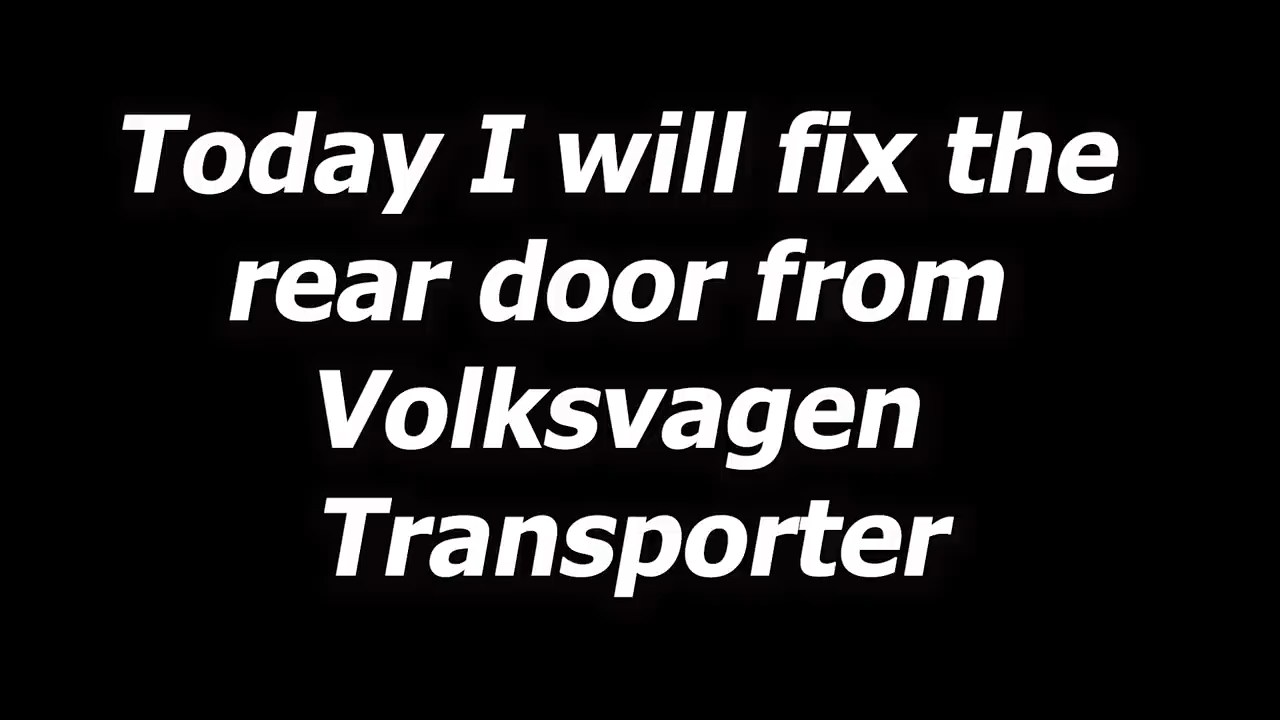 Today I will fix the
rear door from
Volksvagen
Transporter